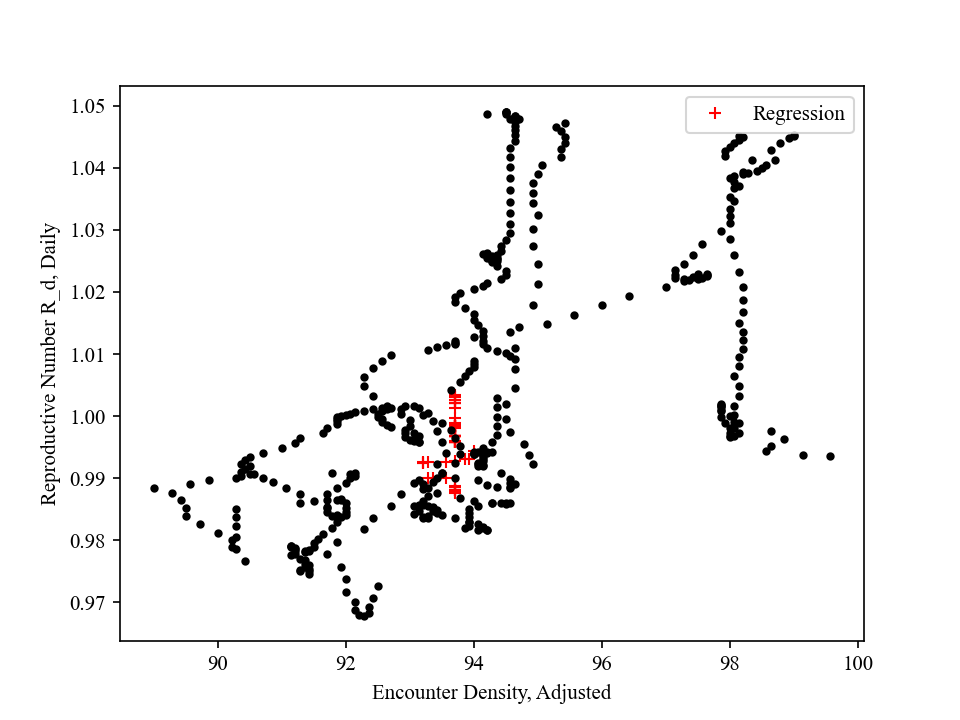 1.05
1.04
1.03
1.02
1.01
1.00
0.99
0.98
0.97
Reproductive Number R_d, Daily
Regression
90 92 94 96 98 100
Encounter Density, Adjusted